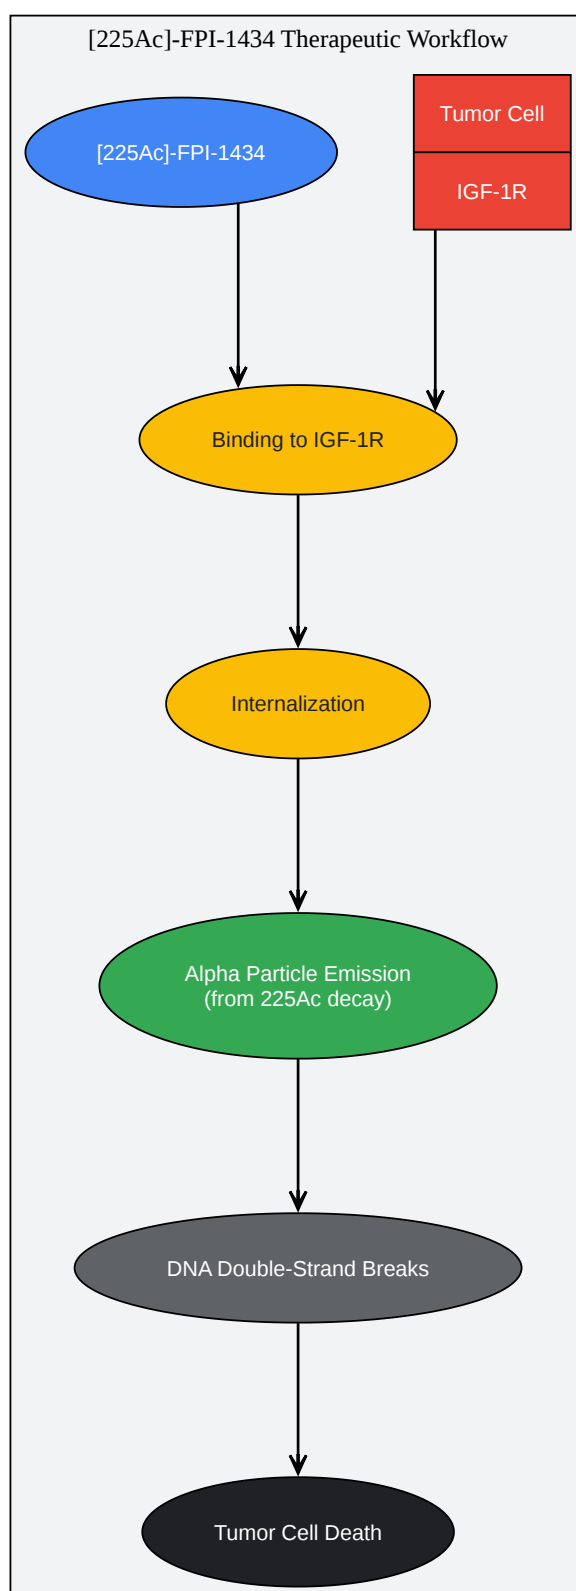 [225Ac]-FPI-1434 Therapeutic Workflow
[225Ac]-FPI-1434
Tumor Cell
IGF-1R
Binding to IGF-1R
Internalization
Alpha Particle Emission
(from 225Ac decay)
DNA Double-Strand Breaks
Tumor Cell Death